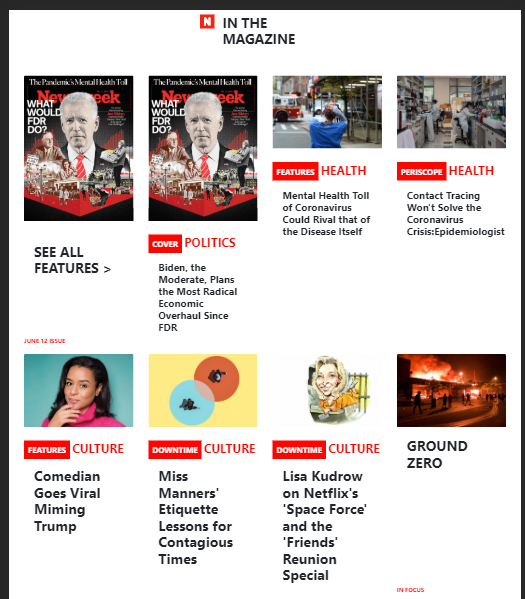 N IN THE
MAGAZINE
The Pandemic's Mental Health Toll
Newsweek
WHAT
WOULD
FDR
DO?
The Pandemic's Mental Health Toll
Newsweek
WHAT
WOULD
FDR
DO?
FEATURES HEALTH
PERISCOPE HEALTH
Mental Health Toll
of Coronavirus
Could Rival that of
the Disease Itself
Contact Tracing
Won't Solve the
Coronavirus
Crisis:Epidemiologist
SEE ALL
FEATURES >
COVER POLITICS
Biden, the
Moderate, Plans
the Most Radical
Economic
Overhaul Since
FDR
JUNE 12 ISSUE
FEATURES CULTURE
DOWNTIME CULTURE
DOWNTIME CULTURE
GROUND
ZERO
Comedian
Goes Viral
Miming
Trump
Miss
Manners'
Etiquette
Lessons for
Contagious
Times
Lisa Kudrow
on Netflix's
'Space Force'
and the
'Friends'
Reunion
Special
IN FOCUS